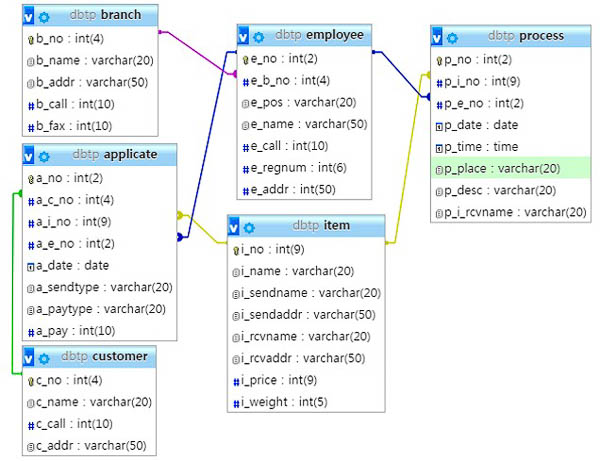 dbtp branch
b_no : int(4)
b_name : varchar(20)
b_addr : varchar(50)
b_call : int(10)
b_fax : int(10)
dbtp employee
e_no : int(2)
e_b_no : int(4)
e_pos : varchar(20)
e_name : varchar(50)
e_call : int(10)
e_regnum : int(6)
e_addr : int(50)
dbtp process
p_no : int(2)
p_i_no : int(9)
p_e_no : int(2)
p_date : date
p_time : time
p_place : varchar(20)
p_desc : varchar(20)
p_i_rcvname : varchar(20)
dbtp applicate
a_no : int(2)
a_c_no : int(4)
a_i_no : int(9)
a_e_no : int(2)
a_date : date
a_sendtype : varchar(20)
a_paytype : varchar(20)
a_pay : int(10)
dbtp item
i_no : int(9)
i_name : varchar(20)
i_sendname : varchar(20)
i_sendaddr : varchar(50)
i_rcvname : varchar(20)
i_rcvaddr : varchar(50)
i_price : int(9)
i_weight : int(5)
dbtp customer
c_no : int(4)
c_name : varchar(20)
c_call : int(10)
c_addr : varchar(50)